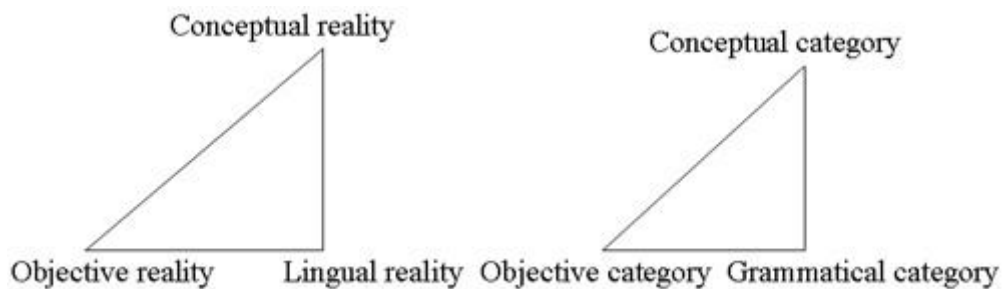 Conceptual reality
Conceptual category
Objective reality
Lingual reality
Objective category
Grammatical category